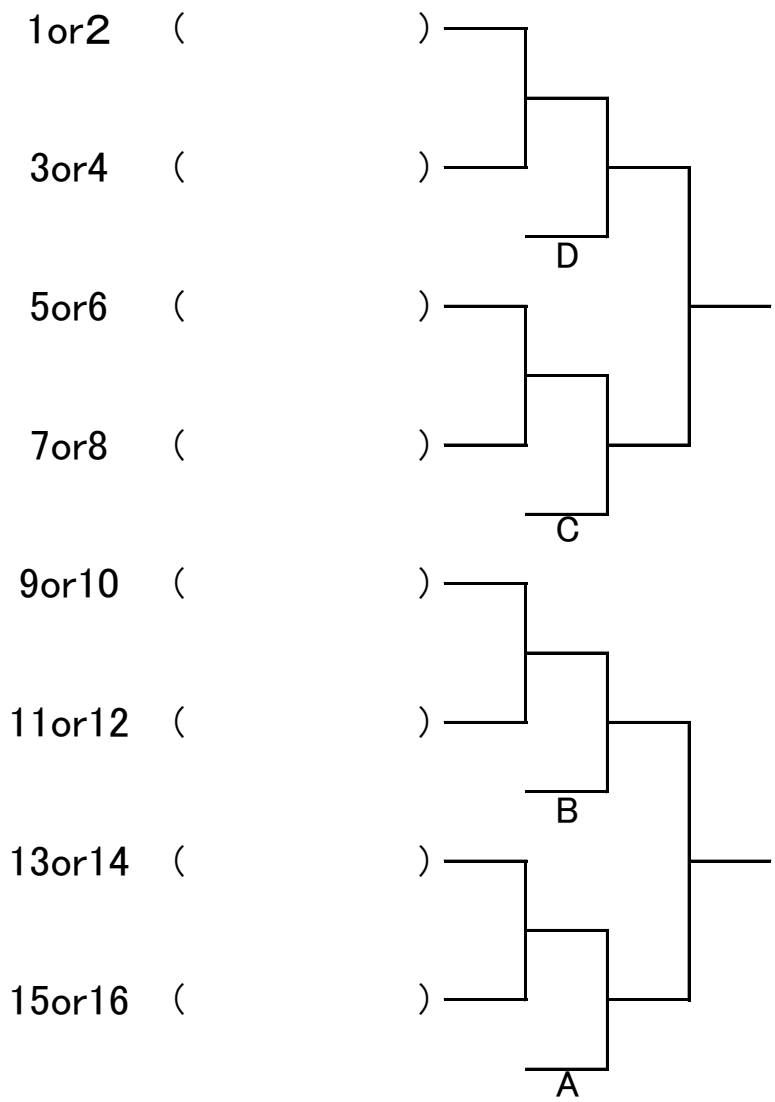 1or2 （ ）
3or4 （ ）
D
5or6 （ ）
7or8 （ ）
C
9or10 （ ）
11or12 （ ）
B
13or14 （ ）
15or16 （ ）
A